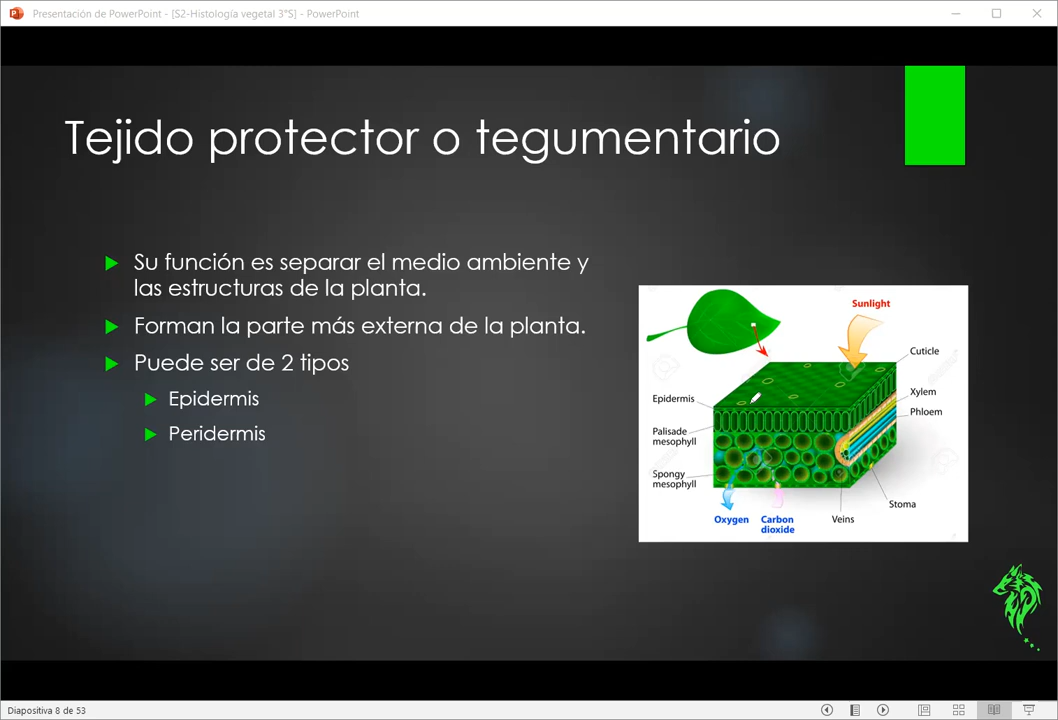 Presentación de PowerPoint - [S2-Histología vegetal 3°S] - PowerPoint
Tejido protector o tegumentario
Su función es separar el medio ambiente y
las estructuras de la planta.
Forman la parte más externa de la planta.
Puede ser de 2 tipos
Epidermis
Peridermis
Sunlight
Cuticle
Epidermis
Xylem
Phloem
Palisade
mesophyll
Spongy
mesophyll
Stoma
Oxygen
Carbon
dioxide
Veins
Diapositiva 8 de 53